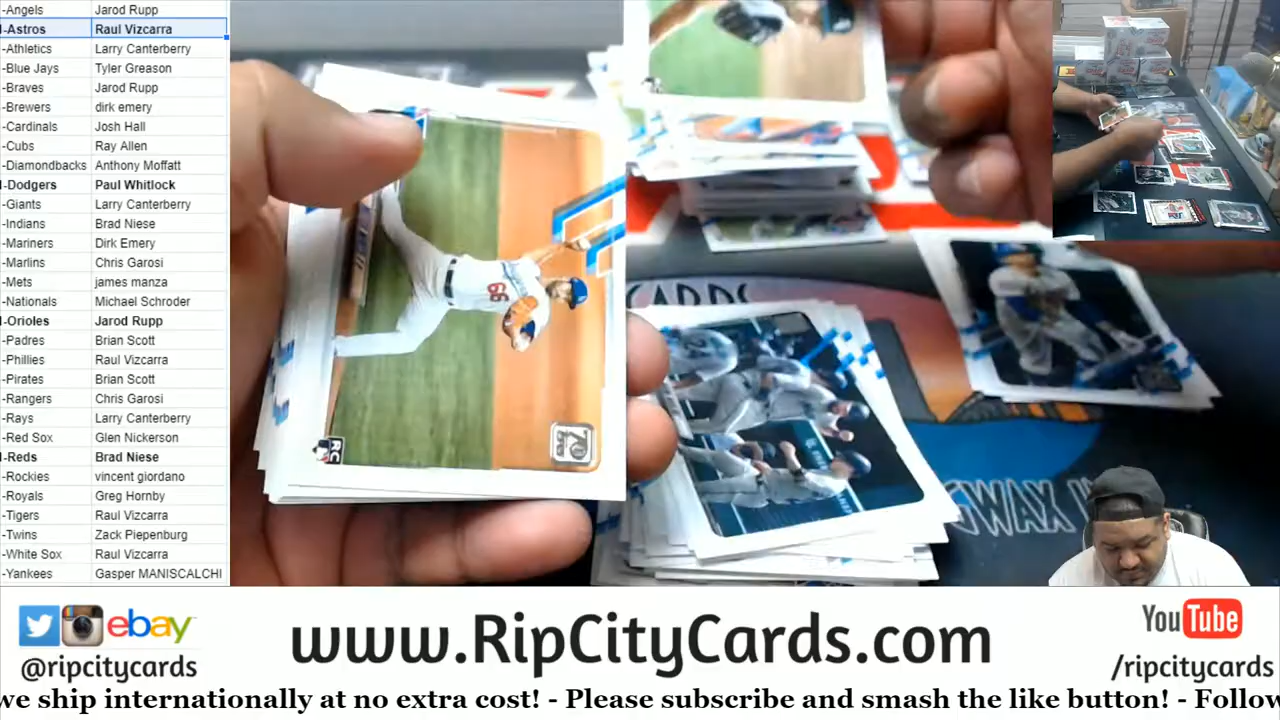 -Angels Jarod Rupp
-Astros Raul Vizcarra
-Athletics Larry Canterberry
-Blue Jays Tyler Greason
-Braves Jarod Rupp
-Brewers dirk emery
-Cardinals Josh Hall
-Cubs Ray Allen
-Diamondbacks Anthony Moffatt
-Dodgers Paul Whitlock
-Giants Larry Canterberry
-Indians Brad Niese
-Mariners Dirk Emery
-Marlins Chris Garosi
-Mets james manza
-Nationals Michael Schroder
-Orioles Jarod Rupp
-Padres Brian Scott
-Phillies Raul Vizcarra
-Pirates Brian Scott
-Rangers Chris Garosi
-Rays Larry Canterberry
-Red Sox Glen Nickerson
-Reds Brad Niese
-Rockies vincent giordano
-Royals Greg Hornby
-Tigers Raul Vizcarra
-Twins Zack Piepenburg
-White Sox Raul Vizcarra
-Yankees Gasper MANISCALCHI
66
RC
70
CARDS
ebay
@ripcitycards
www.RipCityCards.com
YouTube
/ripcitycards
we ship internationally at no extra cost! - Please subscribe and smash the like button! - Follow